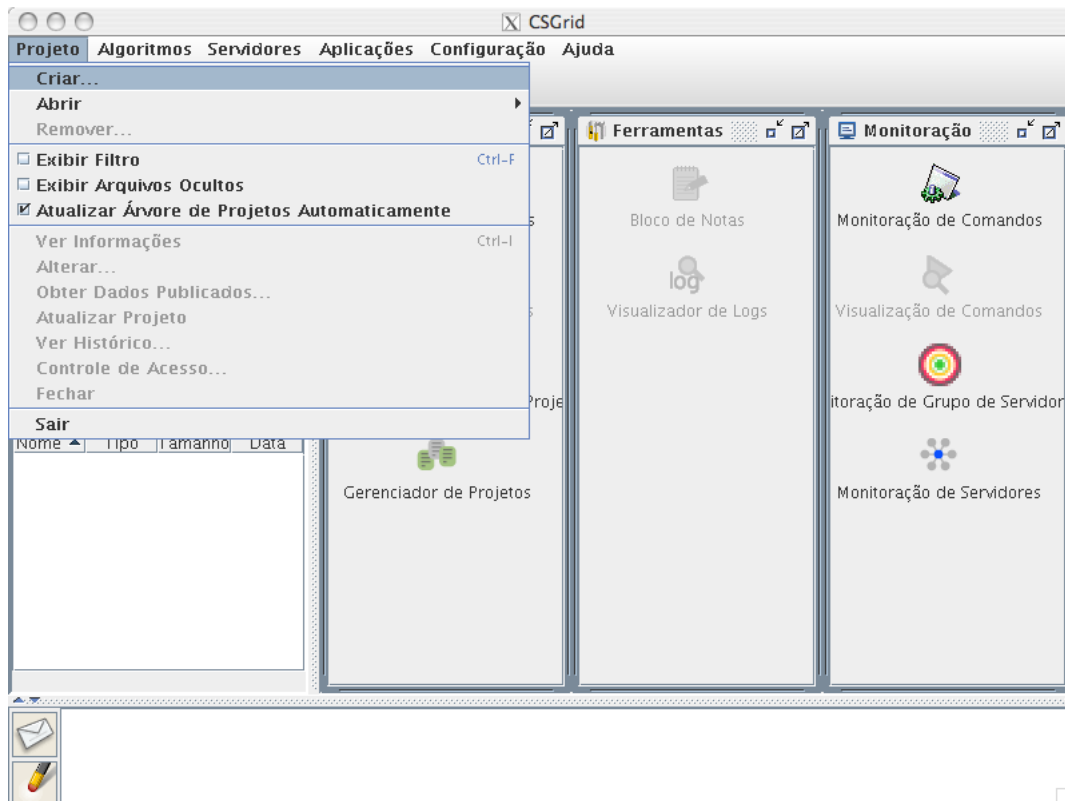 CSGrid
Projeto Algoritmos Servidores Aplicações Configuração Ajuda
Criar...
Abrir
Remover...
Exibir Filtro Ctrl-F
Exibir Arquivos Ocultos
Atualizar Árvore de Projetos Automaticamente
Ver Informações Ctrl-I
Alterar...
Obter Dados Publicados...
Atualizar Projeto
Ver Histórico...
Controle de Acesso...
Fechar
Sair
Nome Tipo Tamanho Data
Gerenciador de Projetos
Ferramentas
Bloco de Notas
log
Visualizador de Logs
Monitoração
Monitoração de Comandos
Visualização de Comandos
itoração de Grupo de Servidor
Monitoração de Servidores